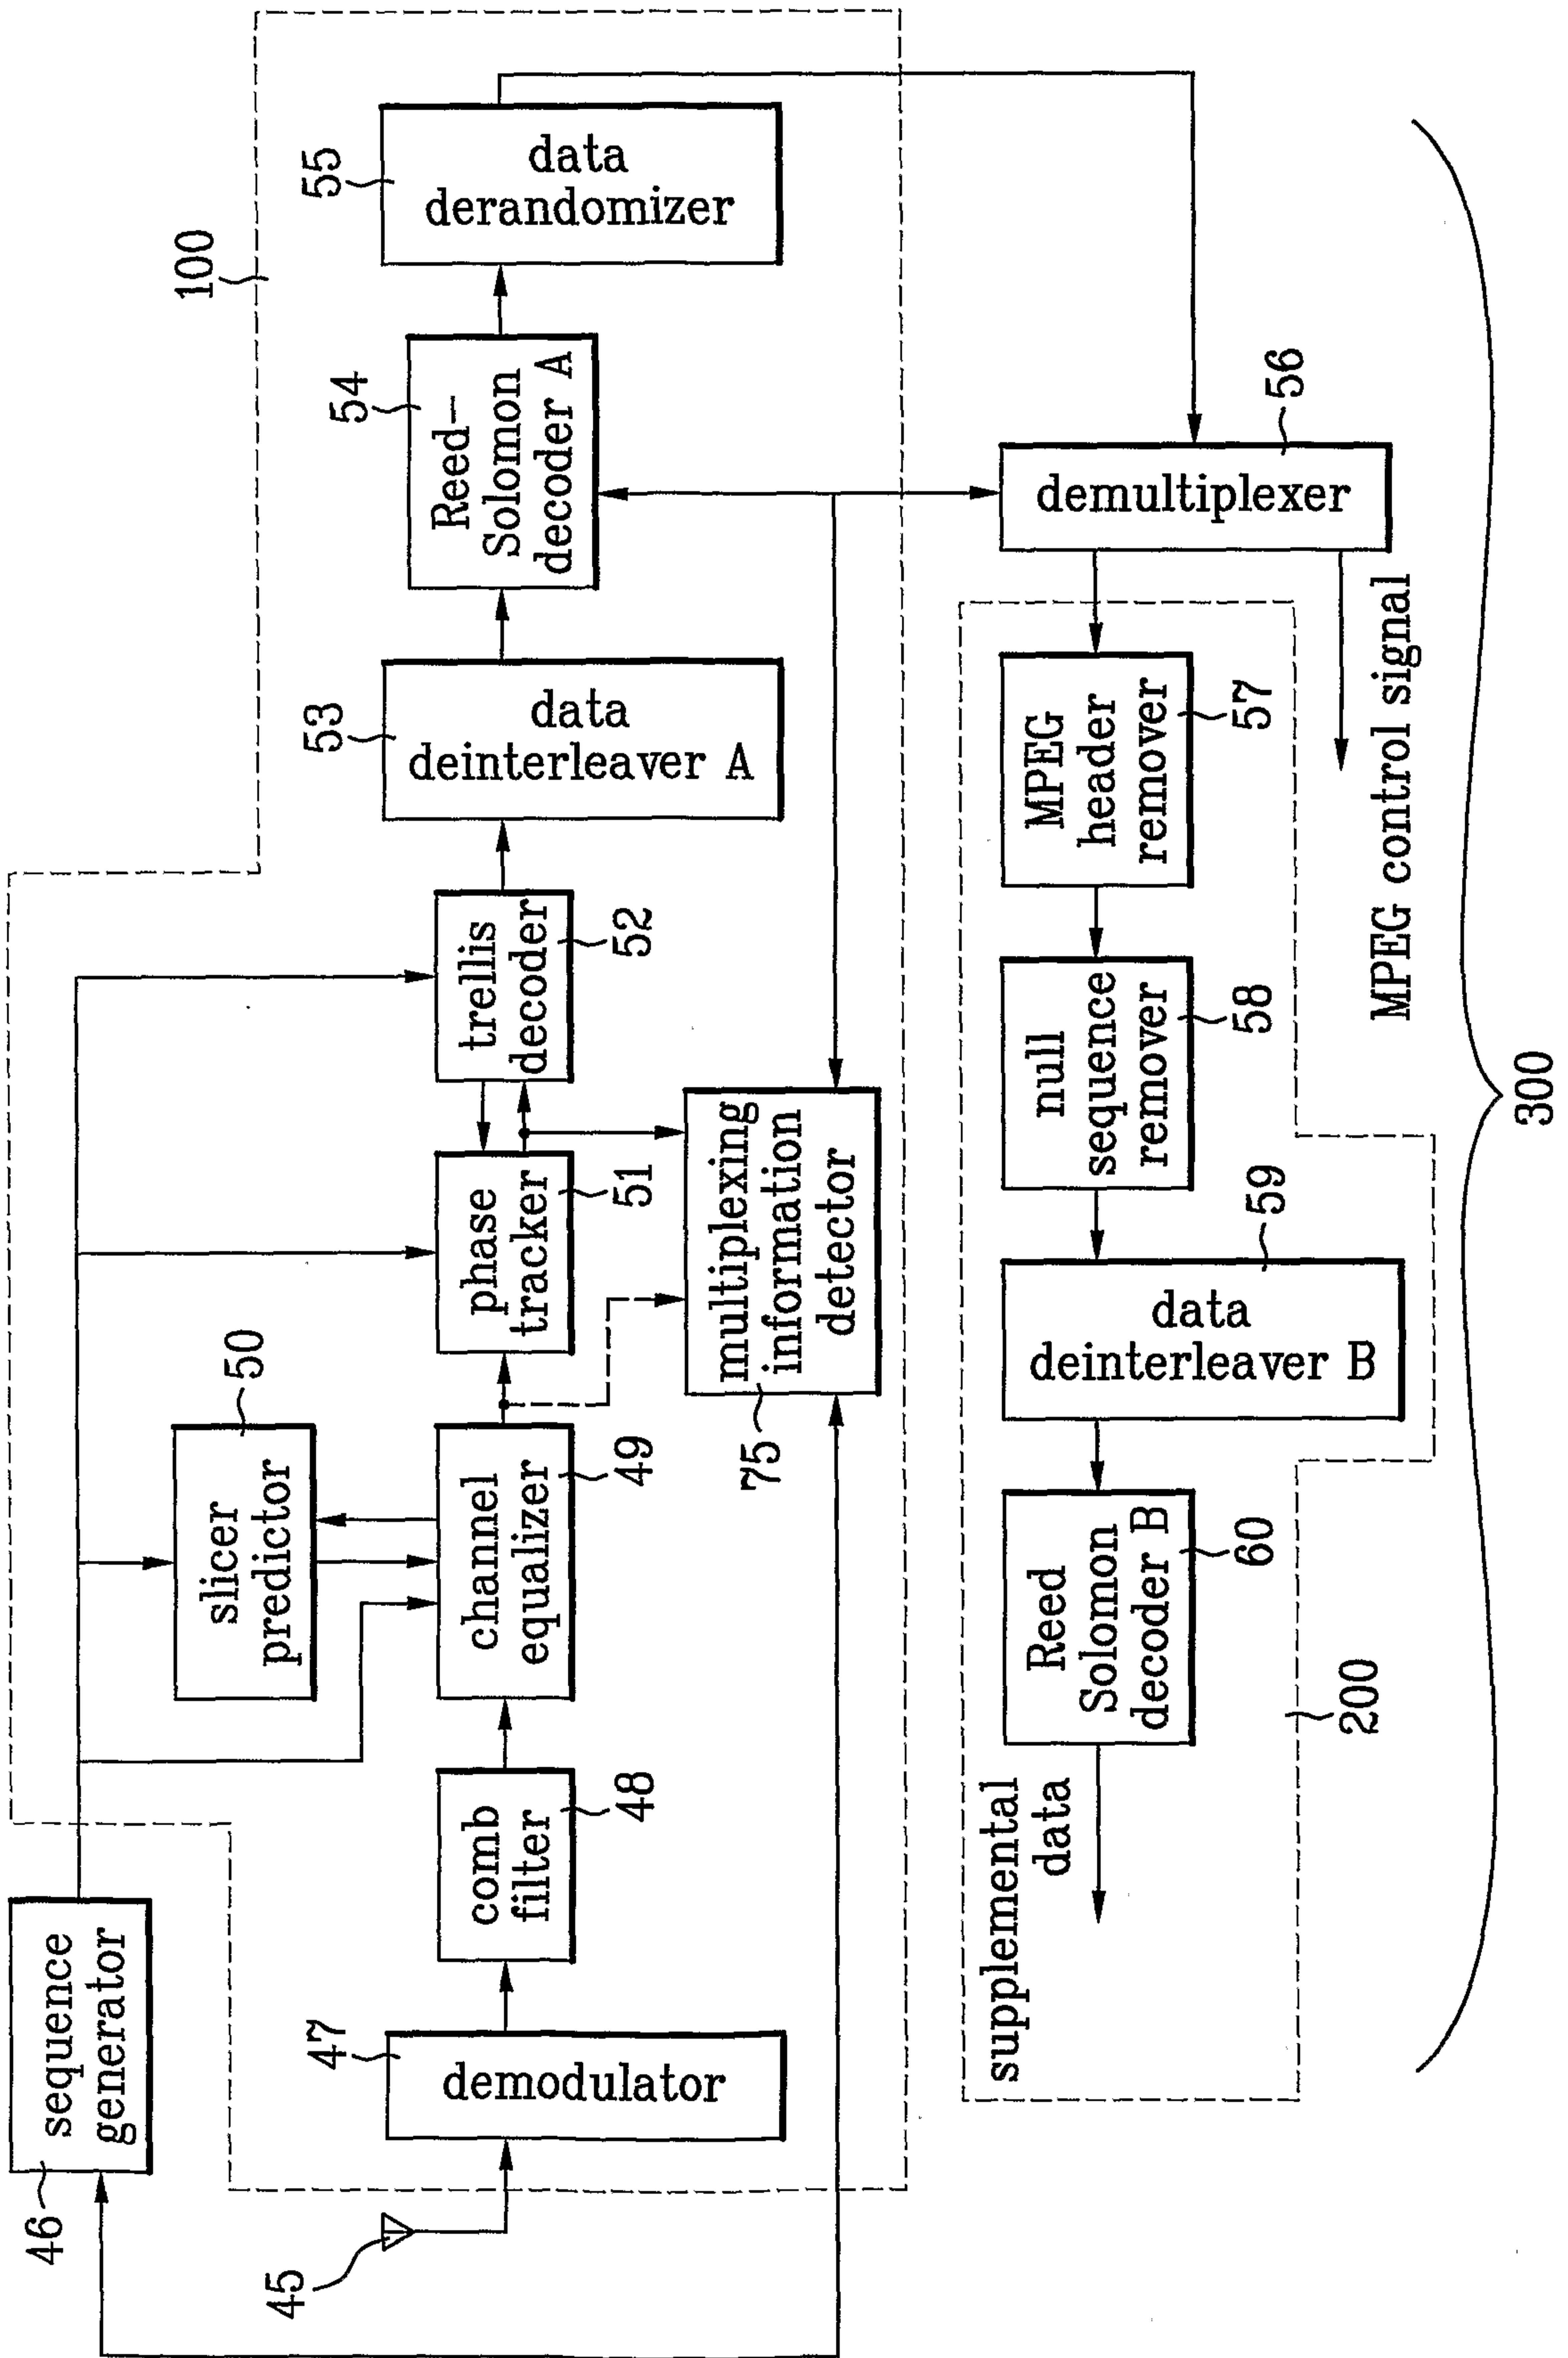 46
sequence
generator
45
47
demodulator
48
comb
filter
50
slicer
predictor
49
channel
equalizer
51
phase
tracker
52
trellis
decoder
75
multiplexing
information
detector
53
data
deinterleaver A
54
Reed-
Solomon
decoder A
55
data
derandomizer
100
56
demultiplexer
MPEG control signal
57
MPEG
header
remover
58
null
sequence
remover
59
data
deinterleaver B
60
Reed
Solomon
decoder B
supplemental
data
200
300